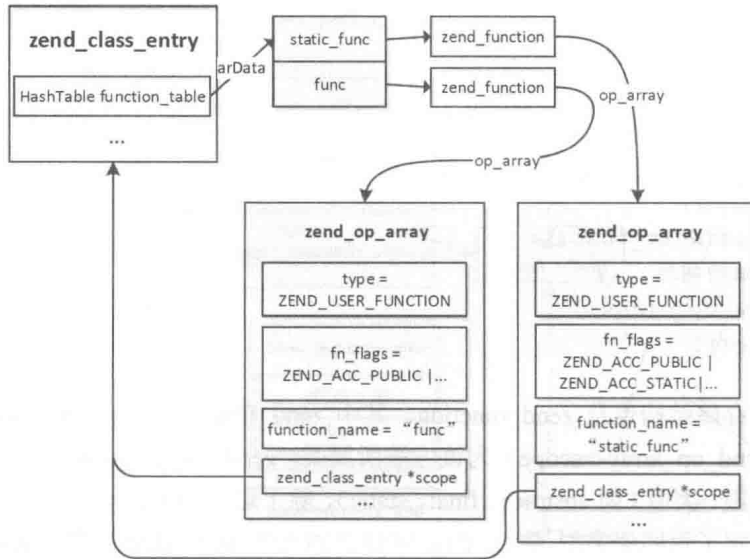 zend_class_entry
HashTable function_table
...
arData
static_func
func
zend_function
zend_function
op_array
op_array
zend_op_array
type =
ZEND_USER_FUNCTION
fn_flags =
ZEND_ACC_PUBLIC |...
function_name = “func”
zend_class_entry *scope
...
zend_op_array
type =
ZEND_USER_FUNCTION
fn_flags =
ZEND_ACC_PUBLIC |
ZEND_ACC_STATIC|...
function_name =
“static_func”
zend_class_entry *scope
...